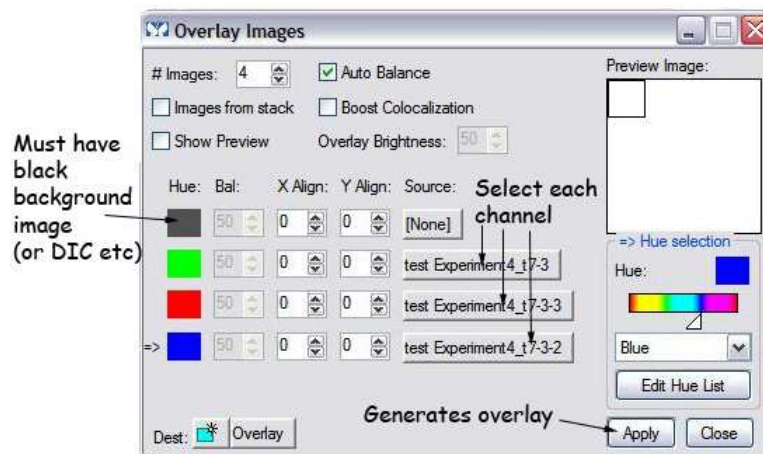 Overlay Images
# Images: 4 Auto Balance
Images from stack Boost Colocalization
Show Preview Overlay Brightness: 50
Preview Image:
Must have
black
background
image
(or DIC etc)
Hue: Bal: X Align: Y Align: Source:
Select each
channel
50 0 0 [None]
50 0 0 test Experiment4_t7-3
50 0 0 test Experiment4_t7-3-3
=> 50 0 0 test Experiment4_t7-3-2
=> Hue selection
Hue:
Blue
Edit Hue List
Generates overlay
Dest: Overlay
Apply Close